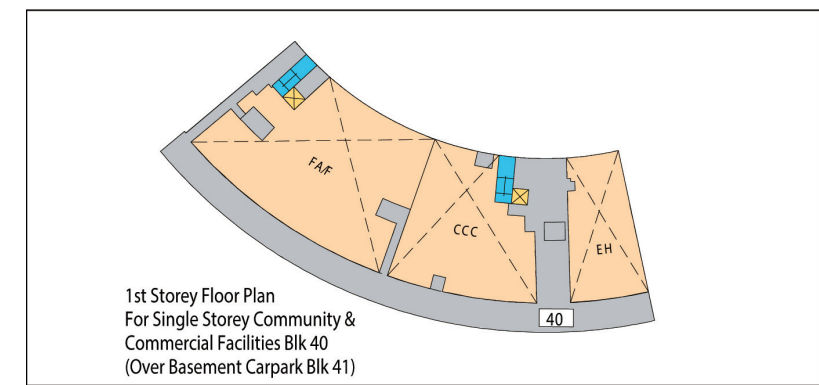 FA/F
CCC
EH
40
1st Storey Floor Plan
For Single Storey Community &
Commercial Facilities Blk 40
(Over Basement Carpark Blk 41)